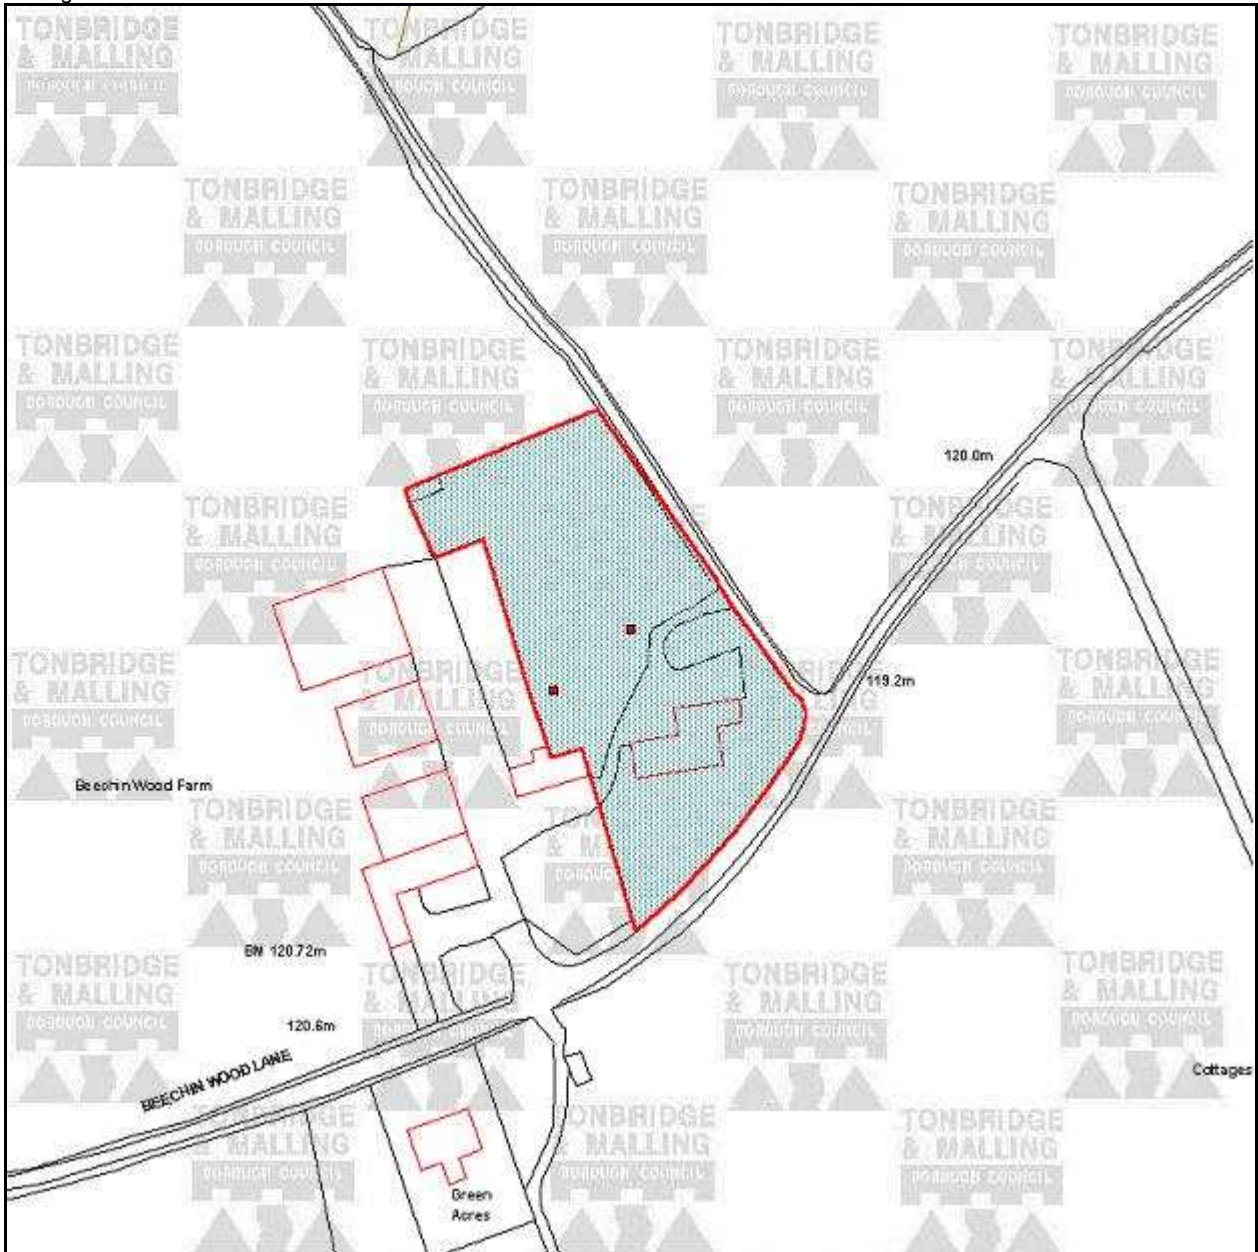 TONBRIDGE
& MALLING
BOROUGH COUNCIL
120.0m
119.2m
Beechin Wood Farm
BM 120.72m
120.6m
BEECHIN WOOD LANE
Cottages
Green
Acres